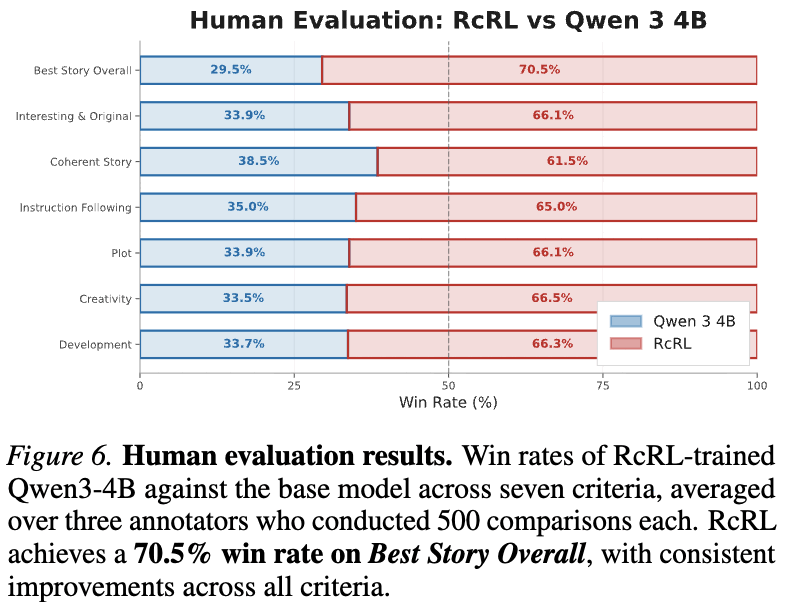 Human Evaluation: RcRL vs Qwen 3 4B
Best Story Overall
29.5%
70.5%
Interesting & Original
33.9%
66.1%
Coherent Story
38.5%
61.5%
Instruction Following
35.0%
65.0%
Plot
33.9%
66.1%
Creativity
33.5%
66.5%
Development
33.7%
66.3%
Qwen 3 4B
RcRL
0
25
50
75
100
Win Rate (%)
Figure 6. Human evaluation results. Win rates of RcRL-trained
Qwen3-4B against the base model across seven criteria, averaged
over three annotators who conducted 500 comparisons each. RcRL
achieves a 70.5% win rate on Best Story Overall, with consistent
improvements across all criteria.